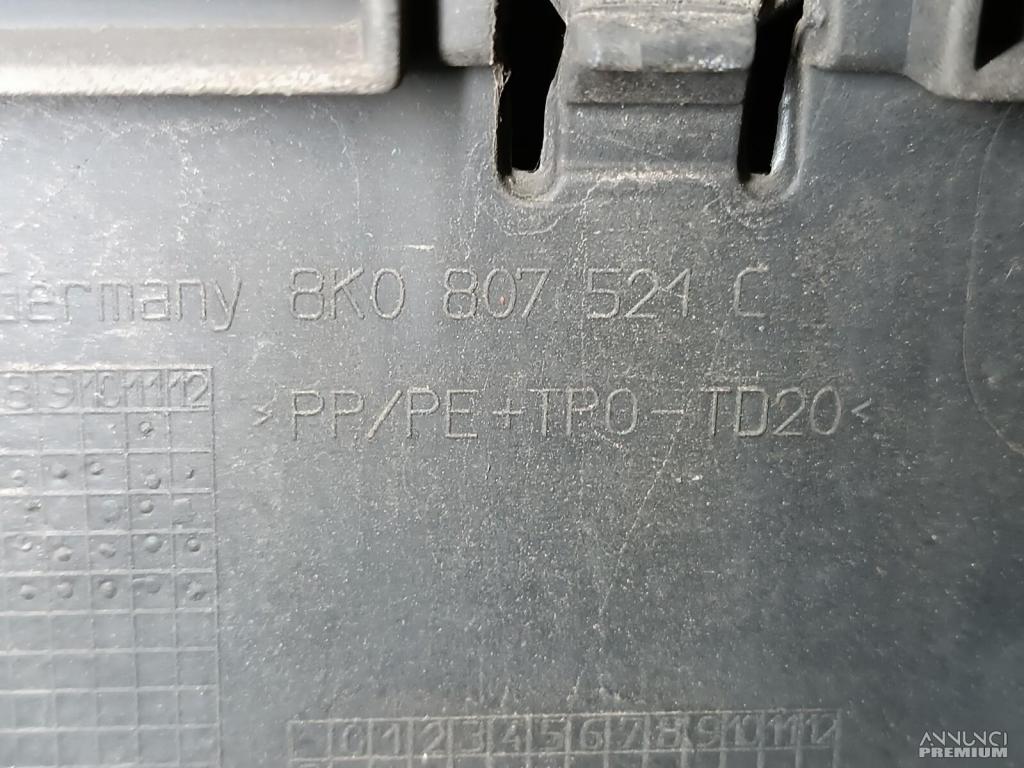 Germany 8K0 807 521 C
8 9 10 11 12
>PP/PE+TPO-TD20<
0 1 2 3 4 5 6 7 8 9 10 11 12
ANNUNCI
PREMIUM